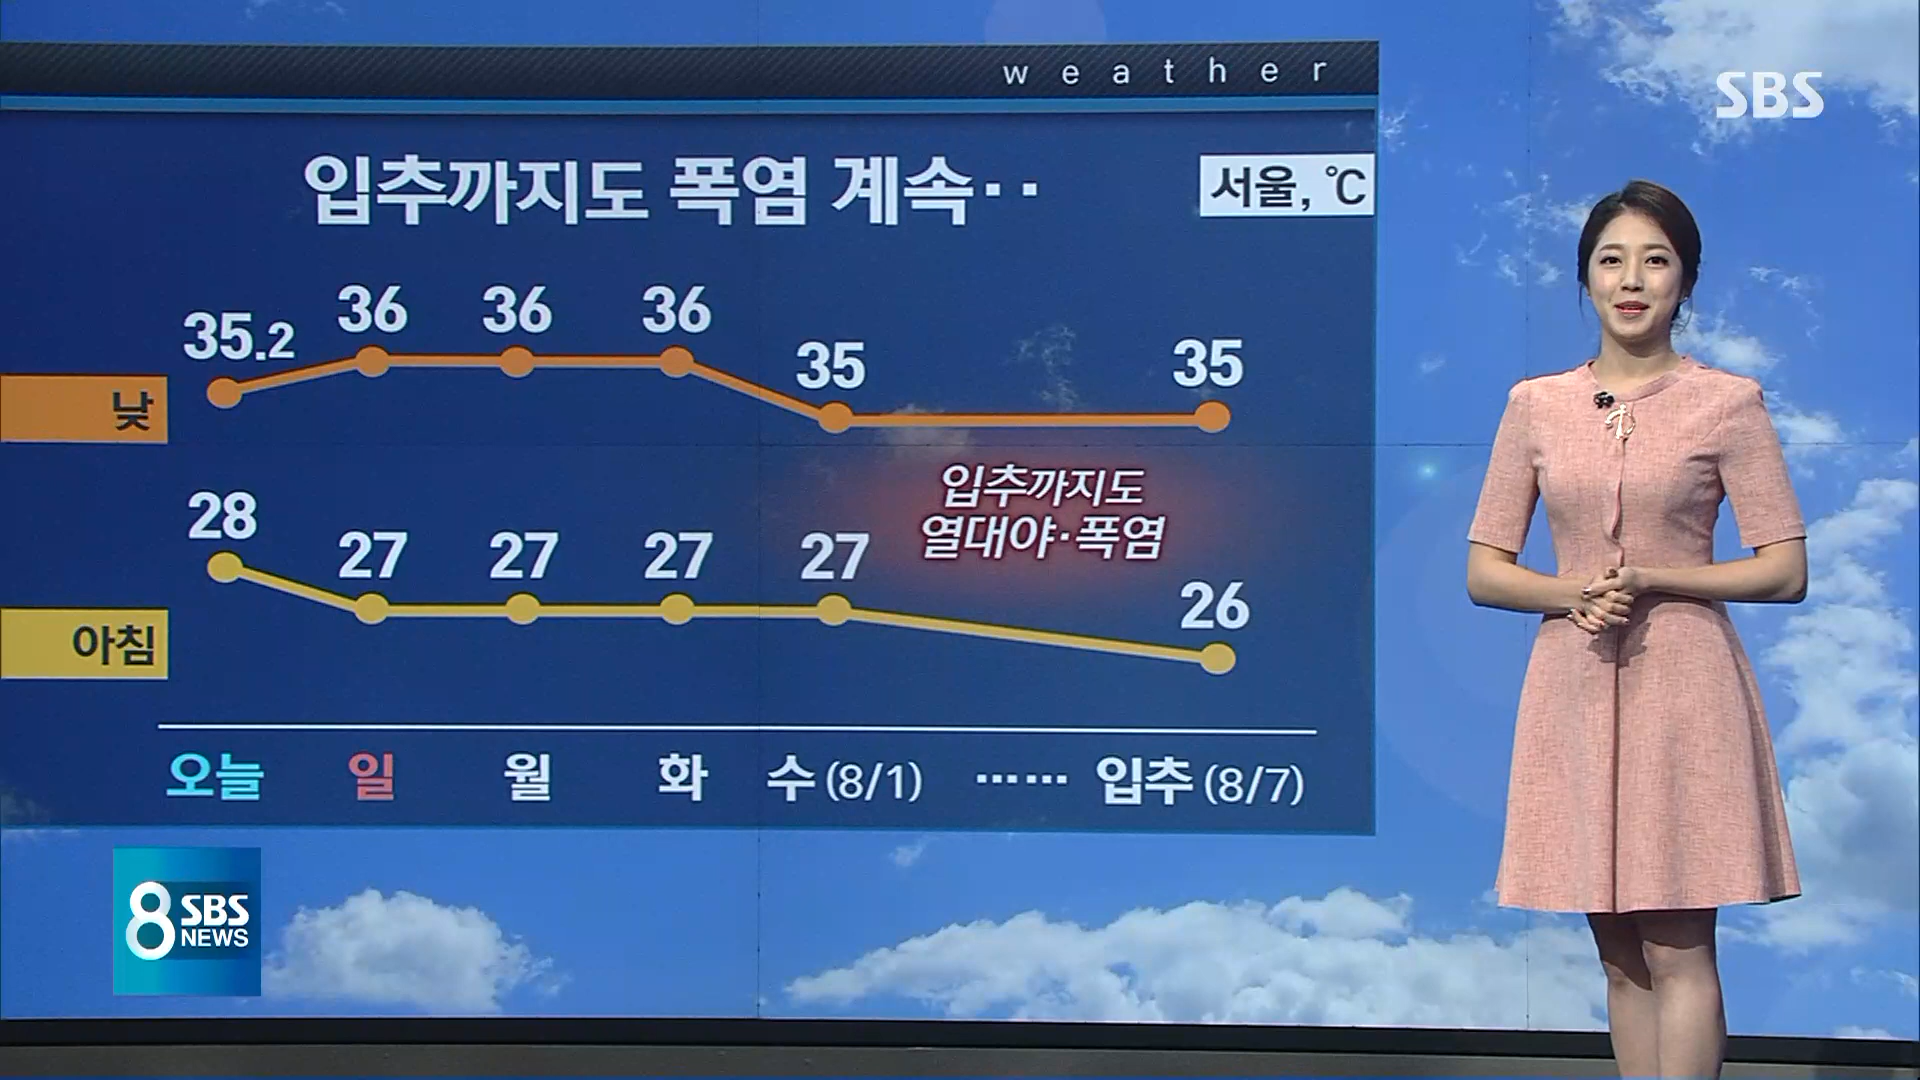 weather
SBS
입추까지도 폭염 계속··
서울, ℃
35.2 36 36 36 35 35
낮
입추까지도
열대야·폭염
28 27 27 27 27 26
아침
오늘 일 월 화 수 (8/1) ······ 입추 (8/7)
8 SBS NEWS